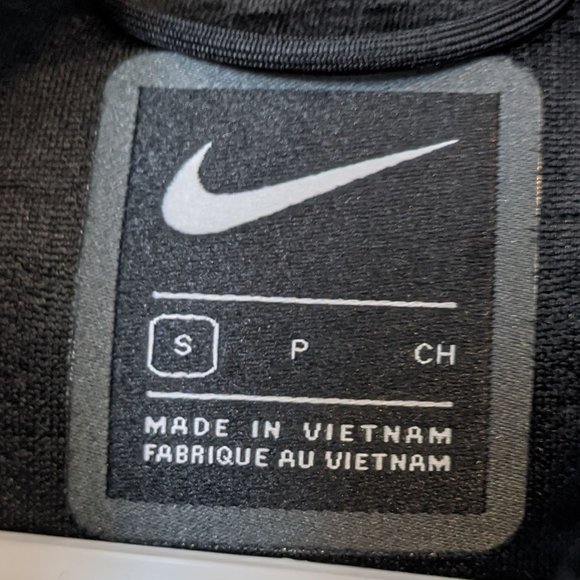 S P CH
MADE IN VIETNAM
FABRIQUE AU VIETNAM